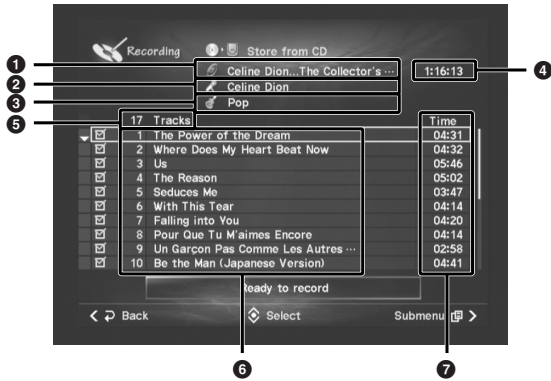 Recording Store from CD
1 Celine Dion...The Collector's ··· 1:16:13 4
2 Celine Dion
3 Pop
5 17 Tracks Time
1 The Power of the Dream 04:31
2 Where Does My Heart Beat Now 04:32
3 Us 05:46
4 The Reason 05:02
5 Seduces Me 03:47
6 With This Tear 04:14
7 Falling into You 04:20
8 Pour Que Tu M'aimes Encore 04:14
9 Un Garçon Pas Comme Les Autres ··· 02:58
10 Be the Man (Japanese Version) 04:41
Ready to record
Back Select Submenu
6 7